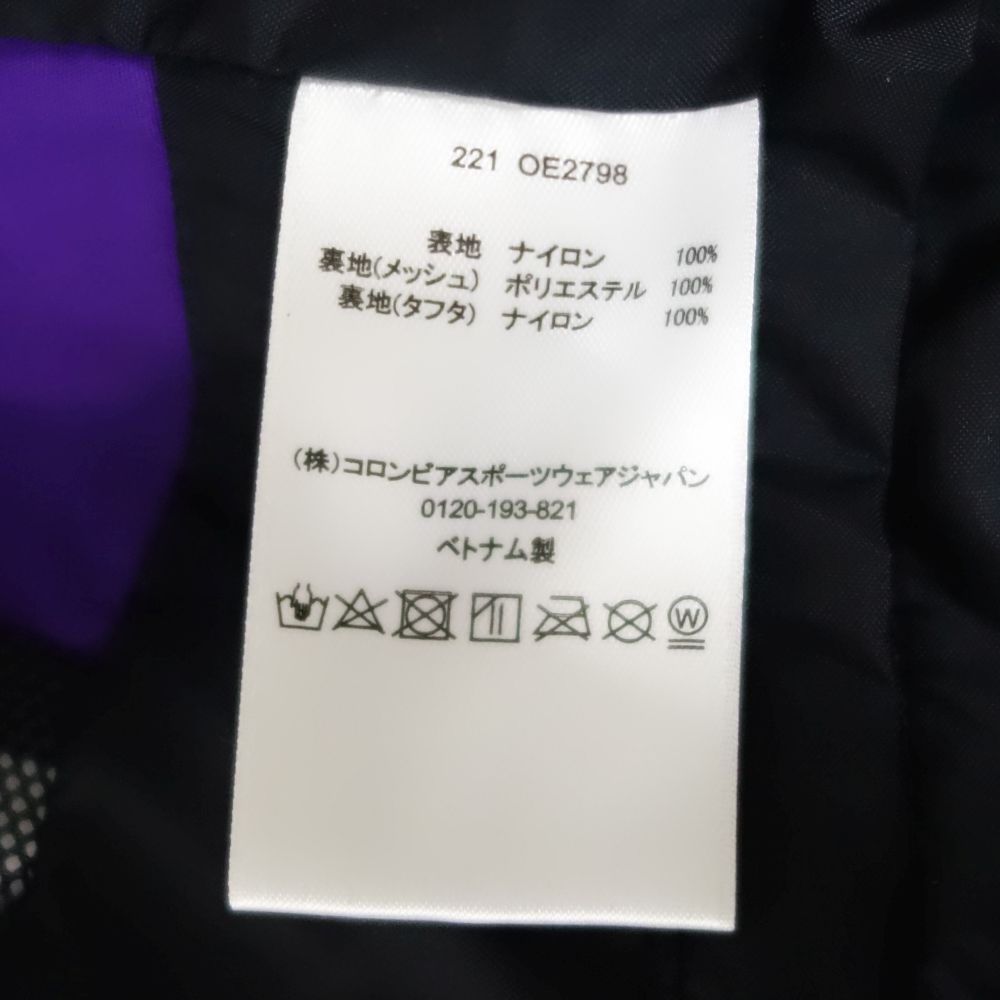 221 OE2798
表地 ナイロン 100%
裏地(メッシュ) ポリエステル 100%
裏地(タフタ) ナイロン 100%
(株)コロンビアスポーツウェアジャパン
0120-193-821
ベトナム製
W